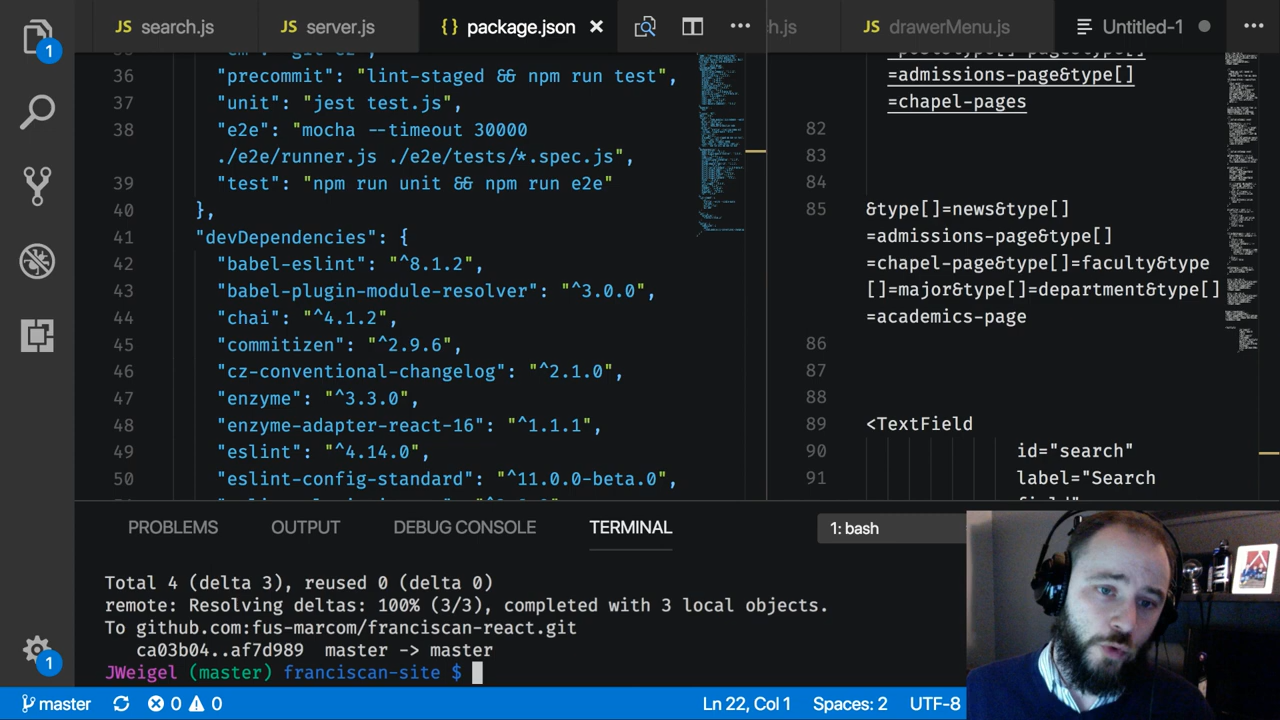 search.js
server.js
package.json
ch.js
drawerMenu.js
Untitled-1
36 "precommit": "lint-staged && npm run test",
37 "unit": "jest test.js",
38 "e2e": "mocha --timeout 30000
./e2e/runner.js ./e2e/tests/*.spec.js",
39 "test": "npm run unit && npm run e2e"
40 },
41 "devDependencies": {
42 "babel-eslint": "^8.1.2",
43 "babel-plugin-module-resolver": "^3.0.0",
44 "chai": "^4.1.2",
45 "commitizen": "^2.9.6",
46 "cz-conventional-changelog": "^2.1.0",
47 "enzyme": "^3.3.0",
48 "enzyme-adapter-react-16": "^1.1.1",
49 "eslint": "^4.14.0",
50 "eslint-config-standard": "^11.0.0-beta.0",
=admissions-page&type[]
=chapel-pages
82
83
84
85 &type[]=news&type[]
=admissions-page&type[]
=chapel-page&type[]=faculty&type
[]=major&type[]=department&type[]
=academics-page
86
87
88
89 <TextField
90 id="search"
91 label="Search
PROBLEMS OUTPUT DEBUG CONSOLE TERMINAL 1: bash
Total 4 (delta 3), reused 0 (delta 0)
remote: Resolving deltas: 100% (3/3), completed with 3 local objects.
To github.com:fus-marcom/franciscan-react.git
ca03b04..af7d989 master -> master
JWeigel (master) franciscan-site $
master 0 0 Ln 22, Col 1 Spaces: 2 UTF-8